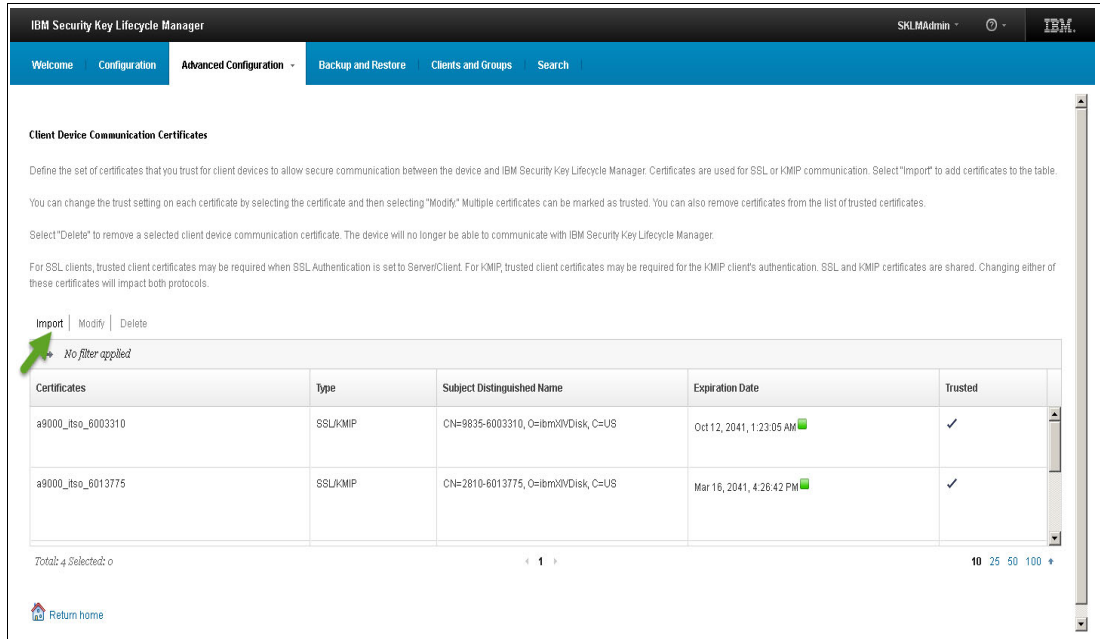 IBM Security Key Lifecycle Manager
SKLMAdmin
?
IBM.
Welcome
Configuration
Advanced Configuration
Backup and Restore
Clients and Groups
Search
Client Device Communication Certificates
Define the set of certificates that you trust for client devices to allow secure communication between the device and IBM Security Key Lifecycle Manager. Certificates are used for SSL or KMIP communication. Select "Import" to add certificates to the table.
You can change the trust setting on each certificate by selecting the certificate and then selecting "Modify." Multiple certificates can be marked as trusted. You can also remove certificates from the list of trusted certificates.
Select "Delete" to remove a selected client device communication certificate. The device will no longer be able to communicate with IBM Security Key Lifecycle Manager.
For SSL clients, trusted client certificates may be required when SSL Authentication is set to Server/Client. For KMIP, trusted client certificates may be required for the KMIP client's authentication. SSL and KMIP certificates are shared. Changing either of
these certificates will impact both protocols.
Import | Modify | Delete
No filter applied
Certificates Type Subject Distinguished Name Expiration Date Trusted
a9000_itso_6003310 SSL/KMIP CN=9835-6003310, O=ibmXIVDisk, C=US Oct 12, 2041, 1:23:05 AM ✓
a9000_itso_6013775 SSL/KMIP CN=2810-6013775, O=ibmXIVDisk, C=US Mar 16, 2041, 4:26:42 PM ✓
Total: 4 Selected: 0
1
10 25 50 100
Return home